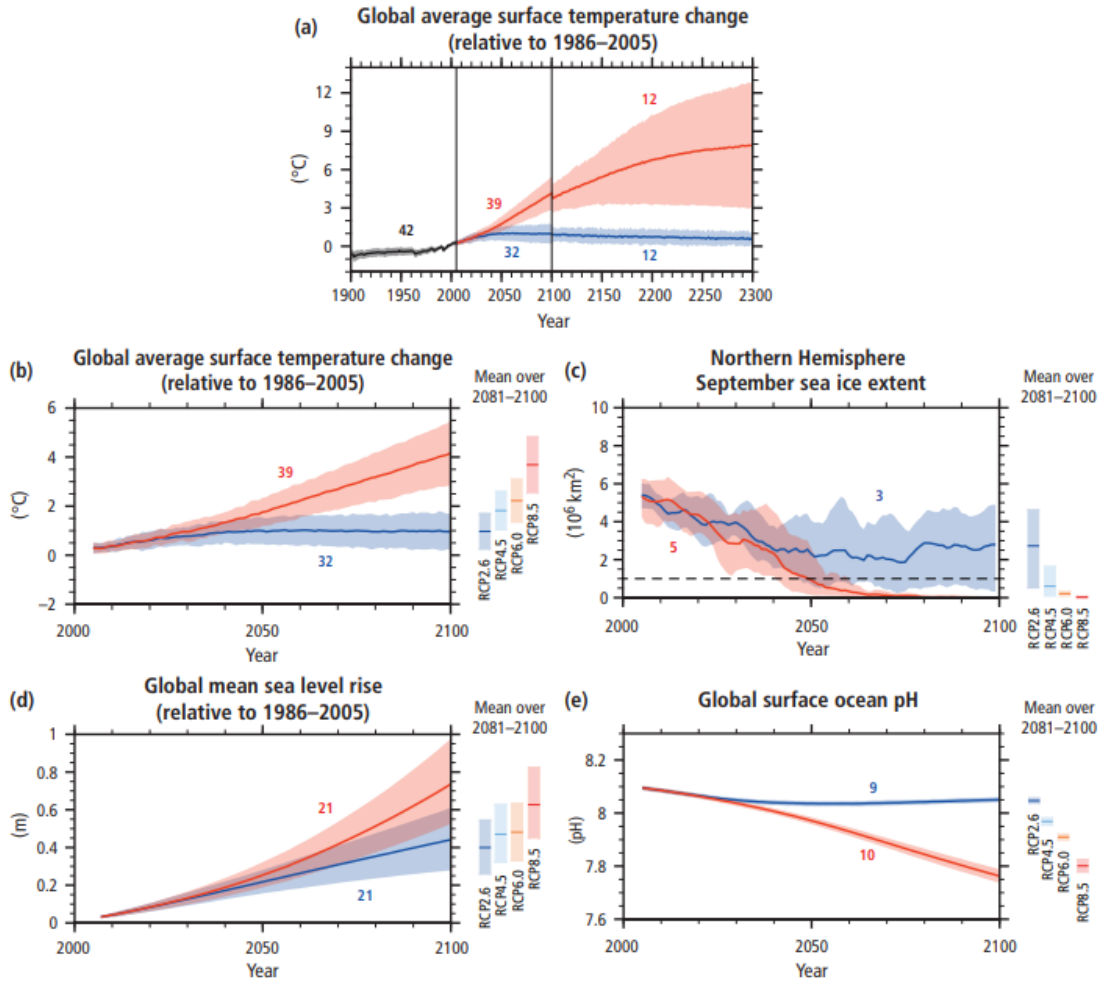 (a)
Global average surface temperature change
(relative to 1986–2005)
12
9
6
3
0
(°C)
42
39
32
12
12
1900 1950 2000 2050 2100 2150 2200 2250 2300
Year
(b)
Global average surface temperature change
(relative to 1986–2005)
Mean over
2081–2100
6
4
2
0
−2
(°C)
39
32
2000 2050 2100
Year
RCP2.6
RCP4.5
RCP6.0
RCP8.5
(c)
Northern Hemisphere
September sea ice extent
Mean over
2081–2100
10
8
6
4
2
0
(10⁶ km²)
3
5
2000 2050 2100
Year
RCP2.6
RCP4.5
RCP6.0
RCP8.5
(d)
Global mean sea level rise
(relative to 1986–2005)
Mean over
2081–2100
1
0.8
0.6
0.4
0.2
0
(m)
21
21
2000 2050 2100
Year
RCP2.6
RCP4.5
RCP6.0
RCP8.5
(e)
Global surface ocean pH
Mean over
2081–2100
8.2
8
7.8
7.6
(pH)
9
10
2000 2050 2100
Year
RCP2.6
RCP4.5
RCP6.0
RCP8.5